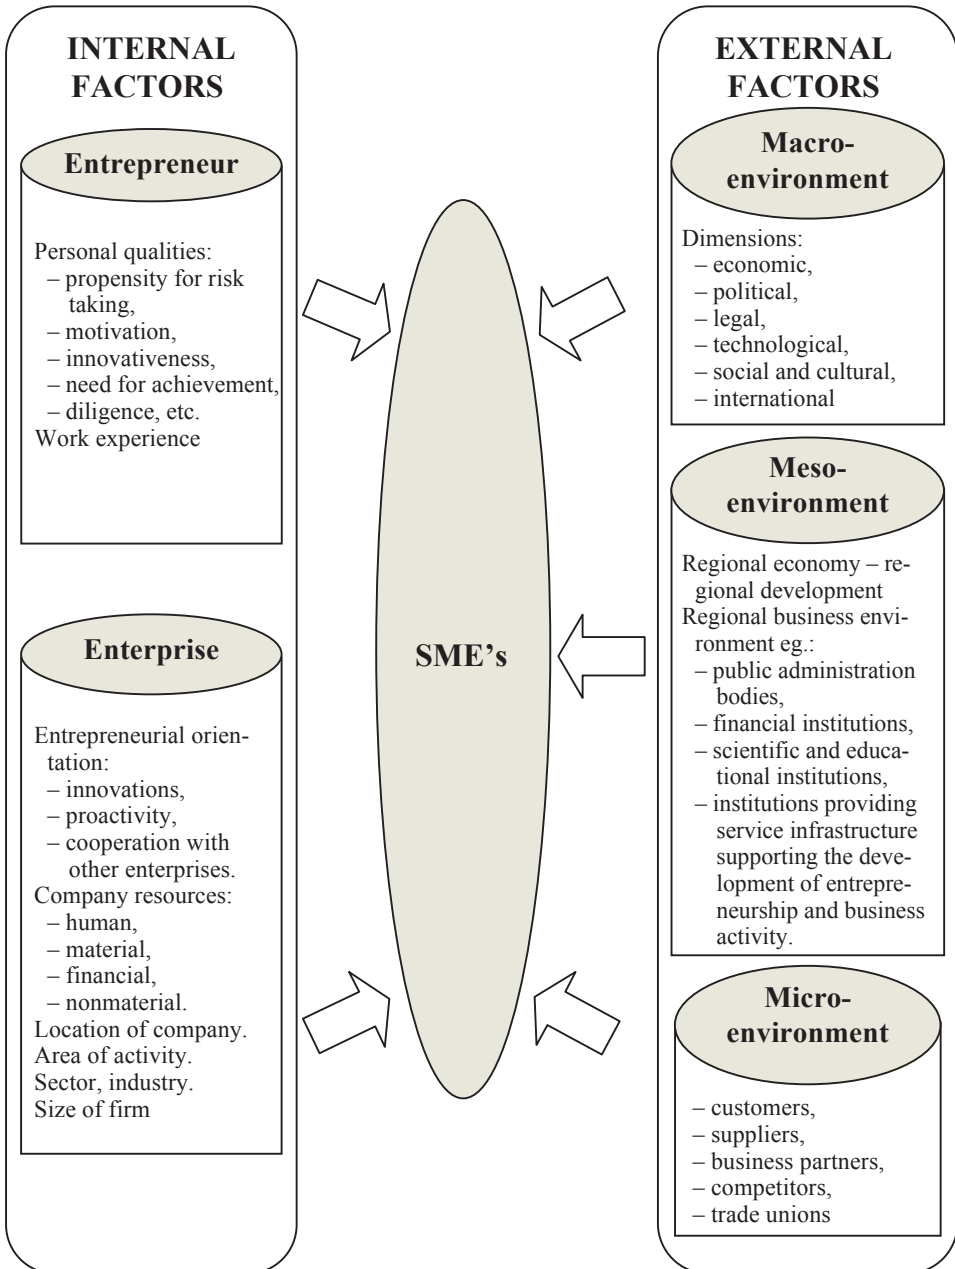 INTERNAL
FACTORS
Entrepreneur
Personal qualities:
– propensity for risk
taking,
– motivation,
– innovativeness,
– need for achievement,
– diligence, etc.
Work experience
Enterprise
Entrepreneurial orien-
tation:
– innovations,
– proactivity,
– cooperation with
other enterprises.
Company resources:
– human,
– material,
– financial,
– nonmaterial.
Location of company.
Area of activity.
Sector, industry.
Size of firm
SME’s
EXTERNAL
FACTORS
Macro-
environment
Dimensions:
– economic,
– political,
– legal,
– technological,
– social and cultural,
– international
Meso-
environment
Regional economy – re-
gional development
Regional business envi-
ronment eg.:
– public administration
bodies,
– financial institutions,
– scientific and educa-
tional institutions,
– institutions providing
service infrastructure
supporting the deve-
lopment of entrepre-
neurship and business
activity.
Micro-
environment
– customers,
– suppliers,
– business partners,
– competitors,
– trade unions